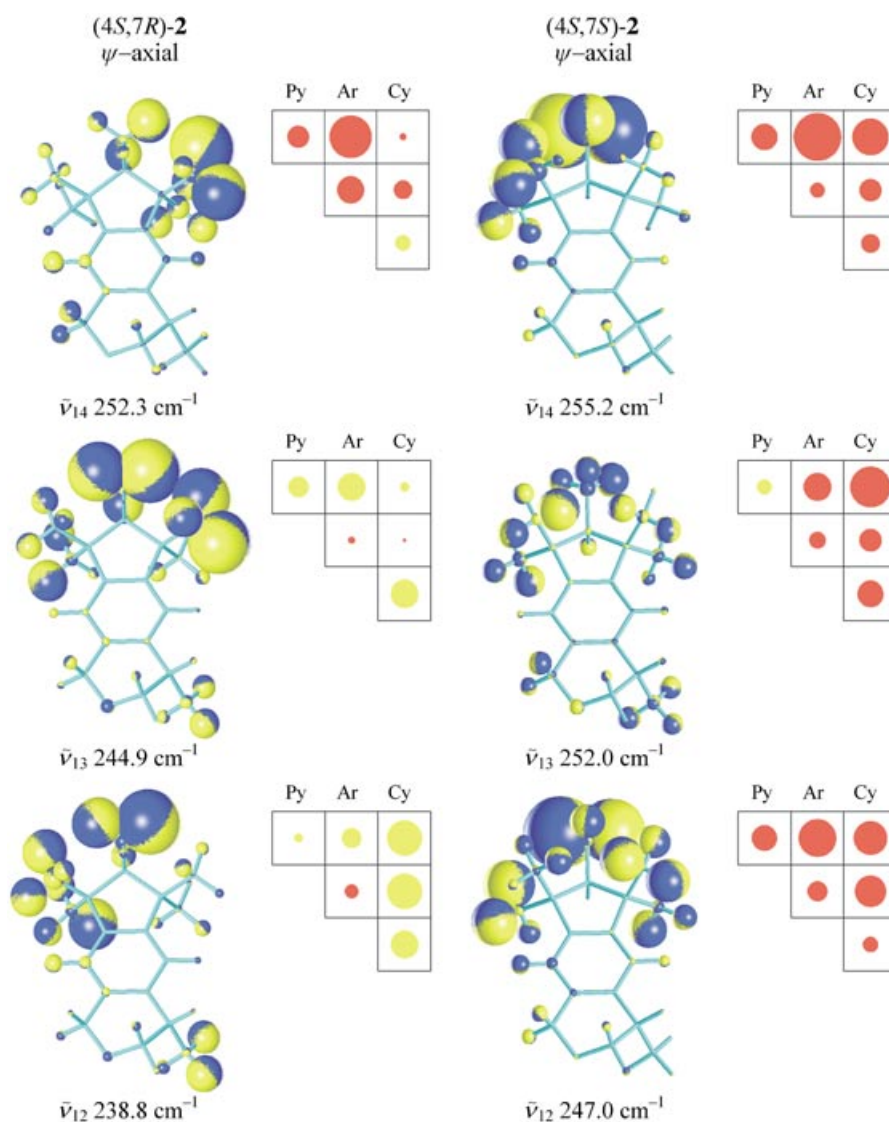 (4S,7R)-2
ψ–axial
Py Ar Cy
ν̃14 252.3 cm–1
Py Ar Cy
ν̃13 244.9 cm–1
Py Ar Cy
ν̃12 238.8 cm–1
(4S,7S)-2
ψ–axial
Py Ar Cy
ν̃14 255.2 cm–1
Py Ar Cy
ν̃13 252.0 cm–1
Py Ar Cy
ν̃12 247.0 cm–1